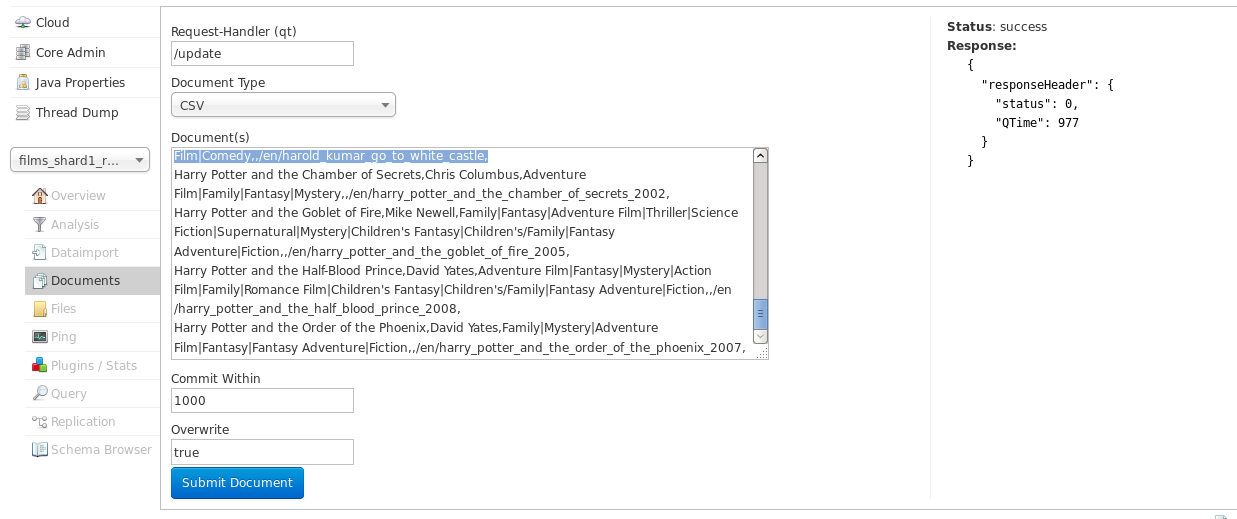 Cloud
Core Admin
Java Properties
Thread Dump
films_shard1_r...
Overview
Analysis
Dataimport
Documents
Files
Ping
Plugins / Stats
Query
Replication
Schema Browser
Request-Handler (qt)
/update
Document Type
CSV
Document(s)
Film|Comedy,,/en/harold_kumar_go_to_white_castle,
Harry Potter and the Chamber of Secrets,Chris Columbus,Adventure
Film|Family|Fantasy|Mystery,,/en/harry_potter_and_the_chamber_of_secrets_2002,
Harry Potter and the Goblet of Fire,Mike Newell,Family|Fantasy|Adventure Film|Thriller|Science
Fiction|Supernatural|Mystery|Children's Fantasy|Children's/Family|Fantasy
Adventure|Fiction,,/en/harry_potter_and_the_goblet_of_fire_2005,
Harry Potter and the Half-Blood Prince,David Yates,Adventure Film|Fantasy|Mystery|Action
Film|Family|Romance Film|Children's Fantasy|Children's/Family|Fantasy Adventure|Fiction,,/en
/harry_potter_and_the_half_blood_prince_2008,
Harry Potter and the Order of the Phoenix,David Yates,Family|Mystery|Adventure
Film|Fantasy|Fantasy Adventure|Fiction,,/en/harry_potter_and_the_order_of_the_phoenix_2007,
Commit Within
1000
Overwrite
true
Submit Document
Status: success
Response:
{
"responseHeader": {
"status": 0,
"QTime": 977
}
}